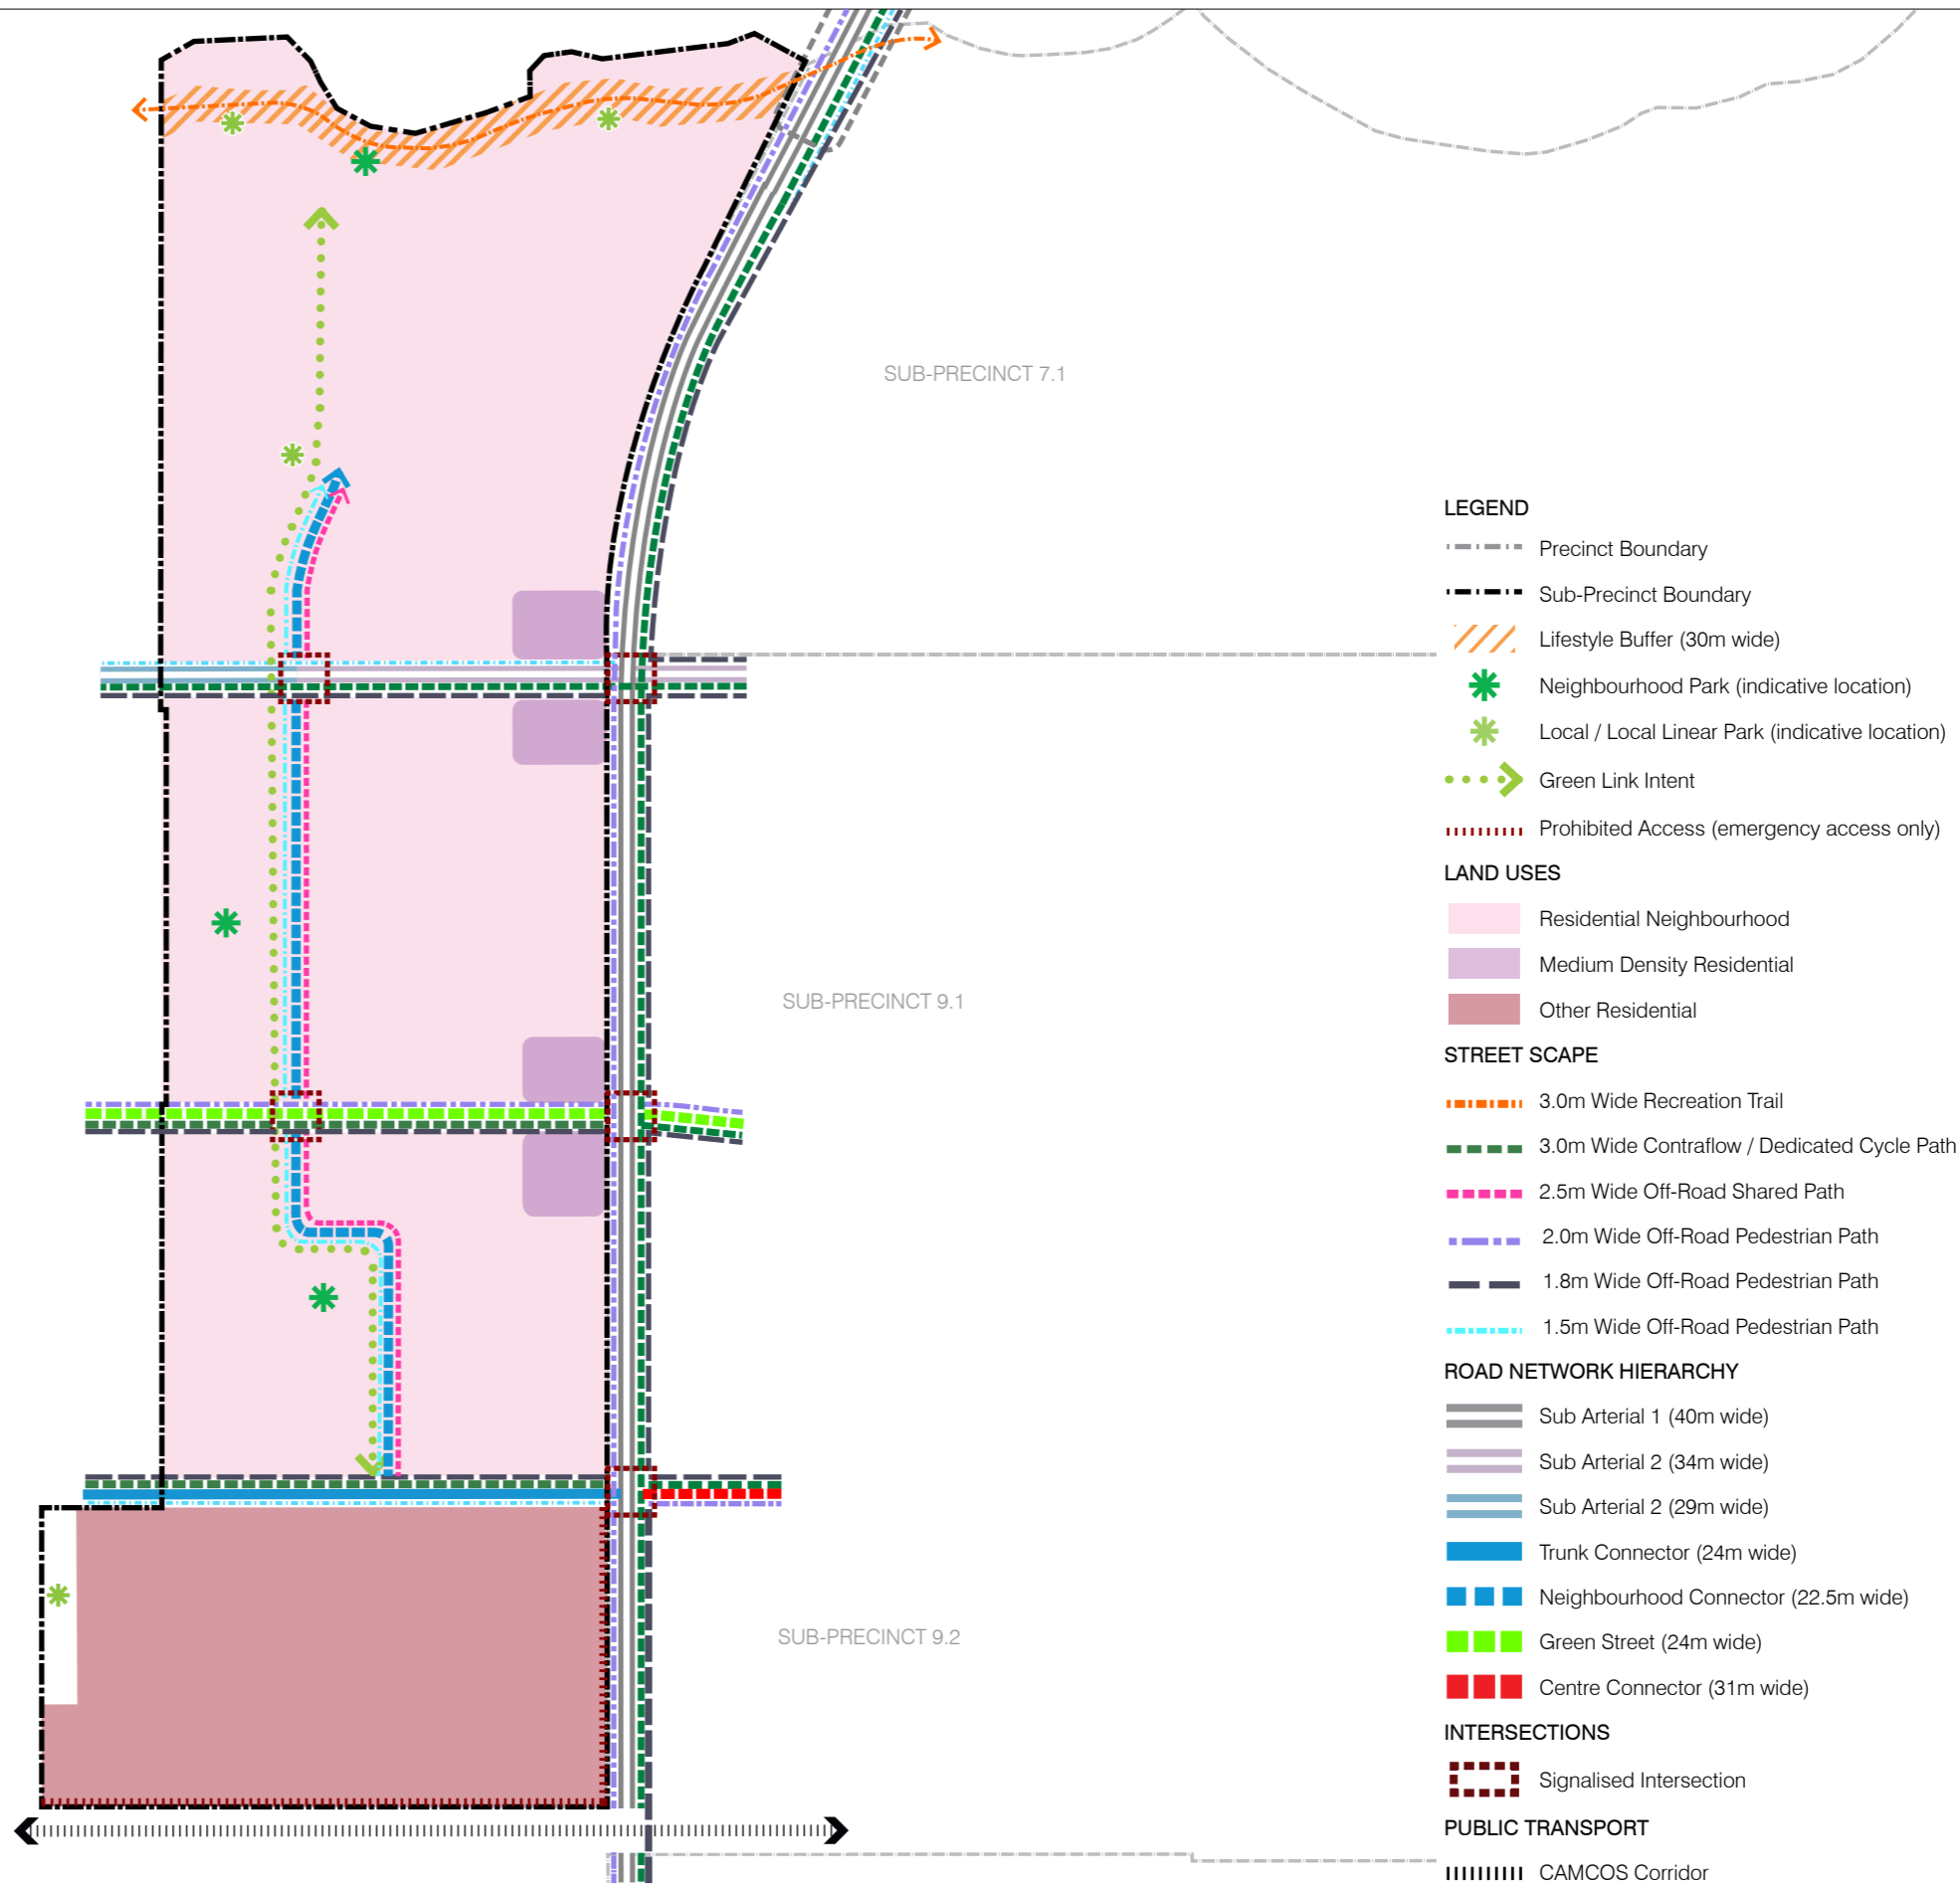 SUB-PRECINCT 7.1
SUB-PRECINCT 9.1
SUB-PRECINCT 9.2
LEGEND
Precinct Boundary
Sub-Precinct Boundary
Lifestyle Buffer (30m wide)
Neighbourhood Park (indicative location)
Local / Local Linear Park (indicative location)
Green Link Intent
Prohibited Access (emergency access only)
LAND USES
Residential Neighbourhood
Medium Density Residential
Other Residential
STREET SCAPE
3.0m Wide Recreation Trail
3.0m Wide Contraflow / Dedicated Cycle Path
2.5m Wide Off-Road Shared Path
2.0m Wide Off-Road Pedestrian Path
1.8m Wide Off-Road Pedestrian Path
1.5m Wide Off-Road Pedestrian Path
ROAD NETWORK HIERARCHY
Sub Arterial 1 (40m wide)
Sub Arterial 2 (34m wide)
Sub Arterial 2 (29m wide)
Trunk Connector (24m wide)
Neighbourhood Connector (22.5m wide)
Green Street (24m wide)
Centre Connector (31m wide)
INTERSECTIONS
Signalised Intersection
PUBLIC TRANSPORT
CAMCOS Corridor